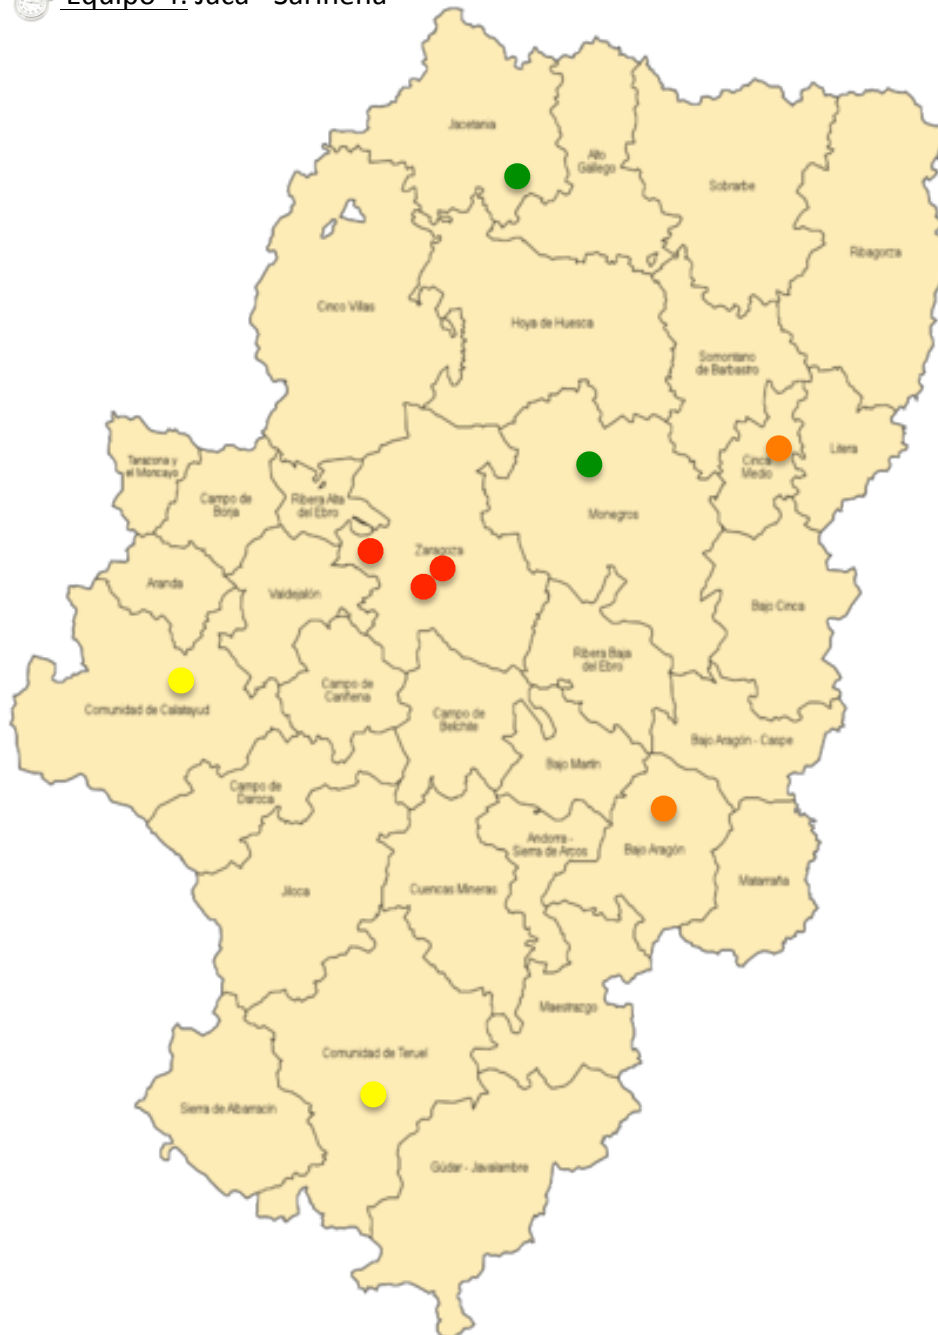 Equipo 4: Jaca - Sariñena
Jacetania
Alto
Gállego
Sobrarbe
Ribagorza
Cinco Villas
Hoya de Huesca
Somontano
de Barbastro
Tarazona y
el Moncayo
Campo de
Borja
Ribera Alta
del Ebro
Cinca
Medio
Litera
Monegros
Zaragoza
Aranda
Valdejalón
Bajo Cinca
Ribera Baja
del Ebro
Comunidad de Calatayud
Campo de
Cariñena
Campo de
Belchite
Bajo Aragón - Caspe
Bajo Martín
Campo de
Daroca
Andorra -
Sierra de Arcos
Bajo Aragón
Matarraña
Jiloca
Cuencas Mineras
Maestrazgo
Comunidad de Teruel
Sierra de Albarracín
Gúdar - Javalambre